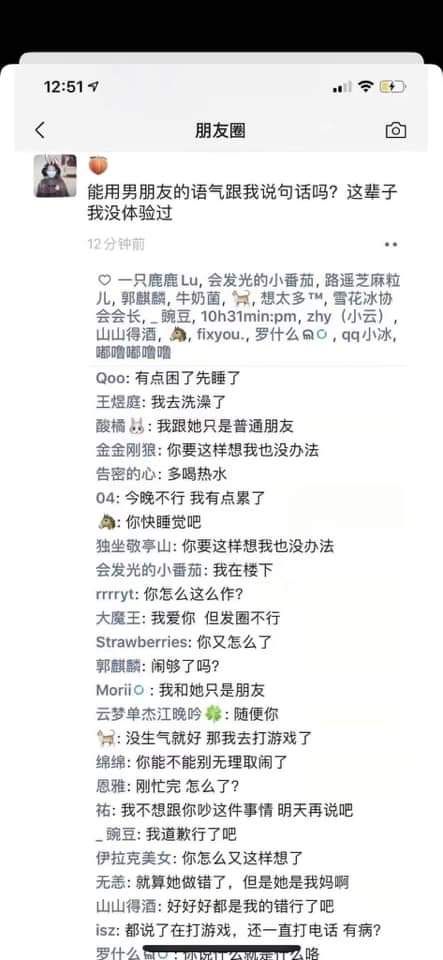 12:51
朋友圈
🍑
能用男朋友的语气跟我说句话吗？这辈子
我没体验过
12分钟前
一只鹿鹿Lu, 会发光的小番茄, 路遥芝麻粒
儿, 郭麒麟, 牛奶菌, 🐈, 想太多™, 雪花冰协
会会长, _ 豌豆, 10h31min:pm, zhy（小云）,
山山得酒, 🐴, fixyou., 罗什么, qq小冰,
嘟噜嘟噜噜
Qoo: 有点困了先睡了
王煜庭: 我去洗澡了
酸橘🐰: 我跟她只是普通朋友
金金刚狼: 你要这样想我也没办法
告密的心: 多喝热水
04: 今晚不行 我有点累了
🐴: 你快睡觉吧
独坐敬亭山: 你要这样想我也没办法
会发光的小番茄: 我在楼下
rrrryt: 你怎么这么作?
大魔王: 我爱你 但发圈不行
Strawberries: 你又怎么了
郭麒麟: 闹够了吗?
Morii: 我和她只是朋友
云梦单杰江晚吟🍀: 随便你
🐈: 没生气就好 那我去打游戏了
绵绵: 你能不能别无理取闹了
恩雅: 刚忙完 怎么了?
祐: 我不想跟你吵这件事情 明天再说吧
_ 豌豆: 我道歉行了吧
伊拉克美女: 你怎么又这样想了
无恙: 就算她做错了，但是她是我妈啊
山山得酒: 好好好都是我的错行了吧
isz: 都说了在打游戏，还一直打电话 有病?
罗什么: 你说什么就是什么咯